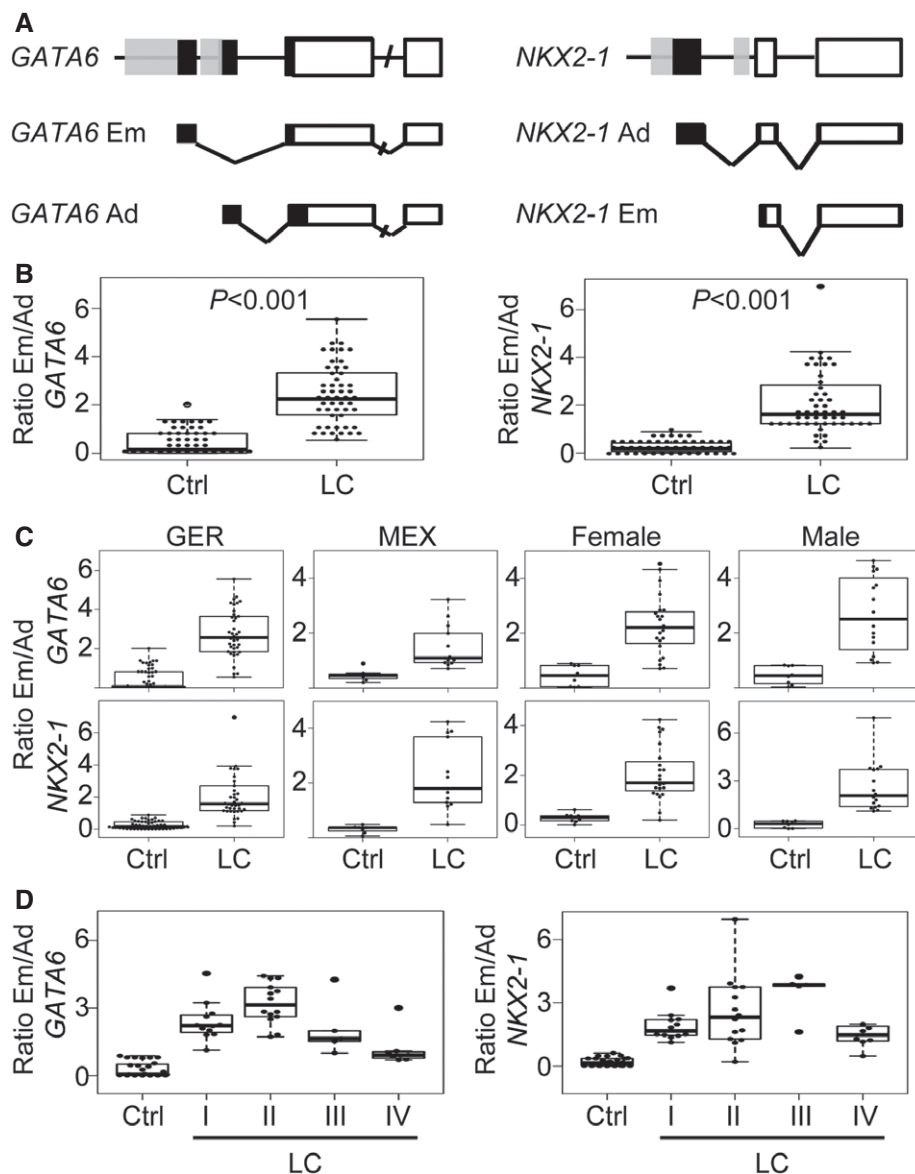 A
GATA6
NKX2-1
GATA6 Em
NKX2-1 Ad
GATA6 Ad
NKX2-1 Em
B
Ratio Em/Ad
GATA6
6
4
2
0
P<0.001
Ctrl
LC
Ratio Em/Ad
NKX2-1
6
4
2
0
P<0.001
Ctrl
LC
C
GER
MEX
Female
Male
Ratio Em/Ad
GATA6
NKX2-1
6
4
2
4
2
4
2
4
2
6
4
2
0
4
2
4
2
0
6
3
0
Ctrl
LC
Ctrl
LC
Ctrl
LC
Ctrl
LC
D
Ratio Em/Ad
GATA6
6
3
0
Ctrl
I
II
III
IV
LC
Ratio Em/Ad
NKX2-1
6
3
0
Ctrl
I
II
III
IV
LC